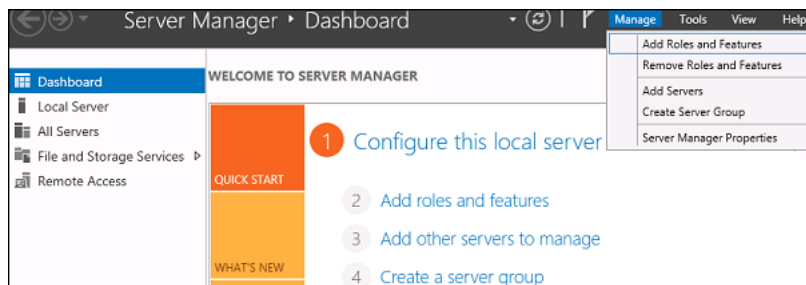 Server Manager • Dashboard
Manage Tools View Help
Add Roles and Features
Remove Roles and Features
Add Servers
Create Server Group
Server Manager Properties
Dashboard
Local Server
All Servers
File and Storage Services
Remote Access
WELCOME TO SERVER MANAGER
QUICK START
WHAT'S NEW
1 Configure this local server
2 Add roles and features
3 Add other servers to manage
4 Create a server group